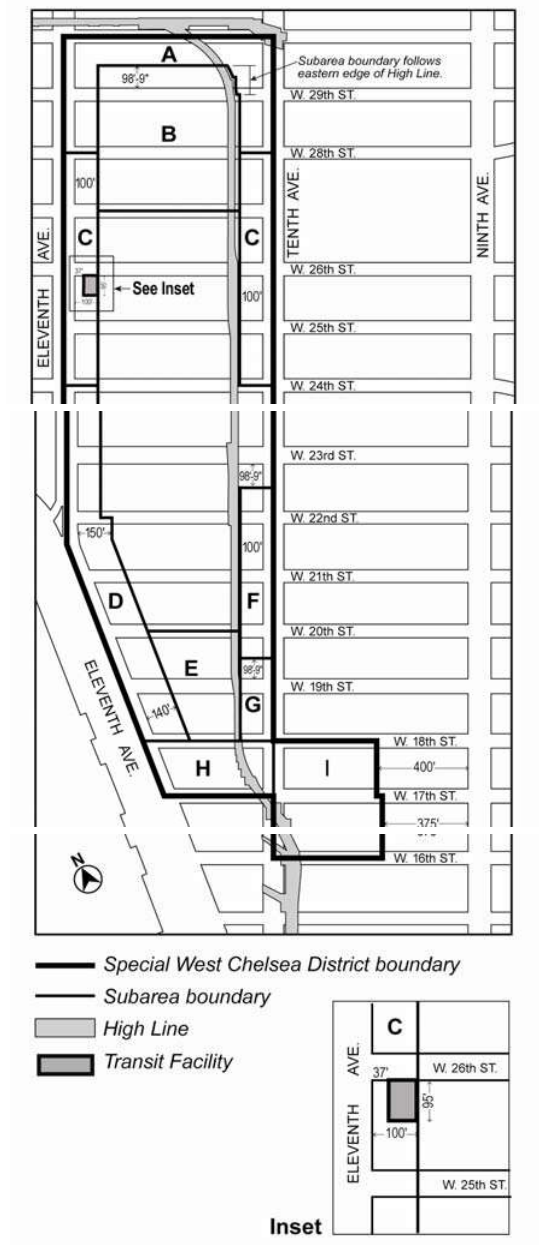 A
Subarea boundary follows
eastern edge of High Line.
98'-9"
W. 29th ST.
B
W. 28th ST.
100'
TENTH AVE.
NINTH AVE.
C
C
ELEVENTH AVE.
37'
See Inset
100'
W. 26th ST.
100'
W. 25th ST.
W. 24th ST.
W. 23rd ST.
98'-9"
W. 22nd ST.
150'
100'
W. 21th ST.
D
F
W. 20th ST.
E
98'-9"
W. 19th ST.
ELEVENTH AVE.
140'
G
W. 18th ST.
H
I
400'
W. 17th ST.
375'
W. 16th ST.
N
Special West Chelsea District boundary
Subarea boundary
High Line
Transit Facility
C
ELEVENTH AVE.
37'
W. 26th ST.
95'
100'
W. 25th ST.
Inset